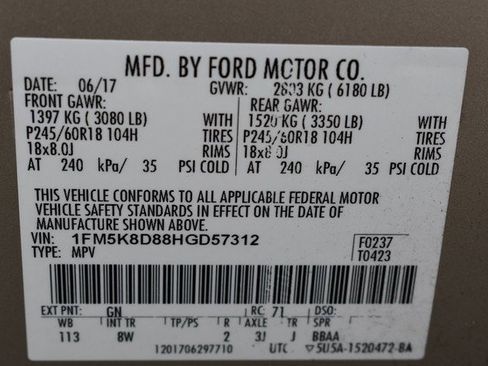 MFD. BY FORD MOTOR CO.
DATE: 06/17 GVWR: 2803 KG ( 6180 LB)
FRONT GAWR: REAR GAWR:
1397 KG ( 3080 LB) WITH 1520 KG ( 3350 LB) WITH
P245/60R18 104H TIRES P245/60R18 104H TIRES
18x8.0J RIMS 18x8.0J RIMS
AT 240 kPa/ 35 PSI COLD AT 240 kPa/ 35 PSI COLD
THIS VEHICLE CONFORMS TO ALL APPLICABLE FEDERAL MOTOR
VEHICLE SAFETY STANDARDS IN EFFECT ON THE DATE OF
MANUFACTURE SHOWN ABOVE.
VIN: 1FM5K8D88HGD57312 F0237
TYPE: MPV T0423
EXT PNT: GN RC: 71 DSO:
WB INT TR TP/PS R AXLE TR SPR
113 8W 2 3J J BBAA
1201706297710 UTC ▽5U5A-1520472-BA